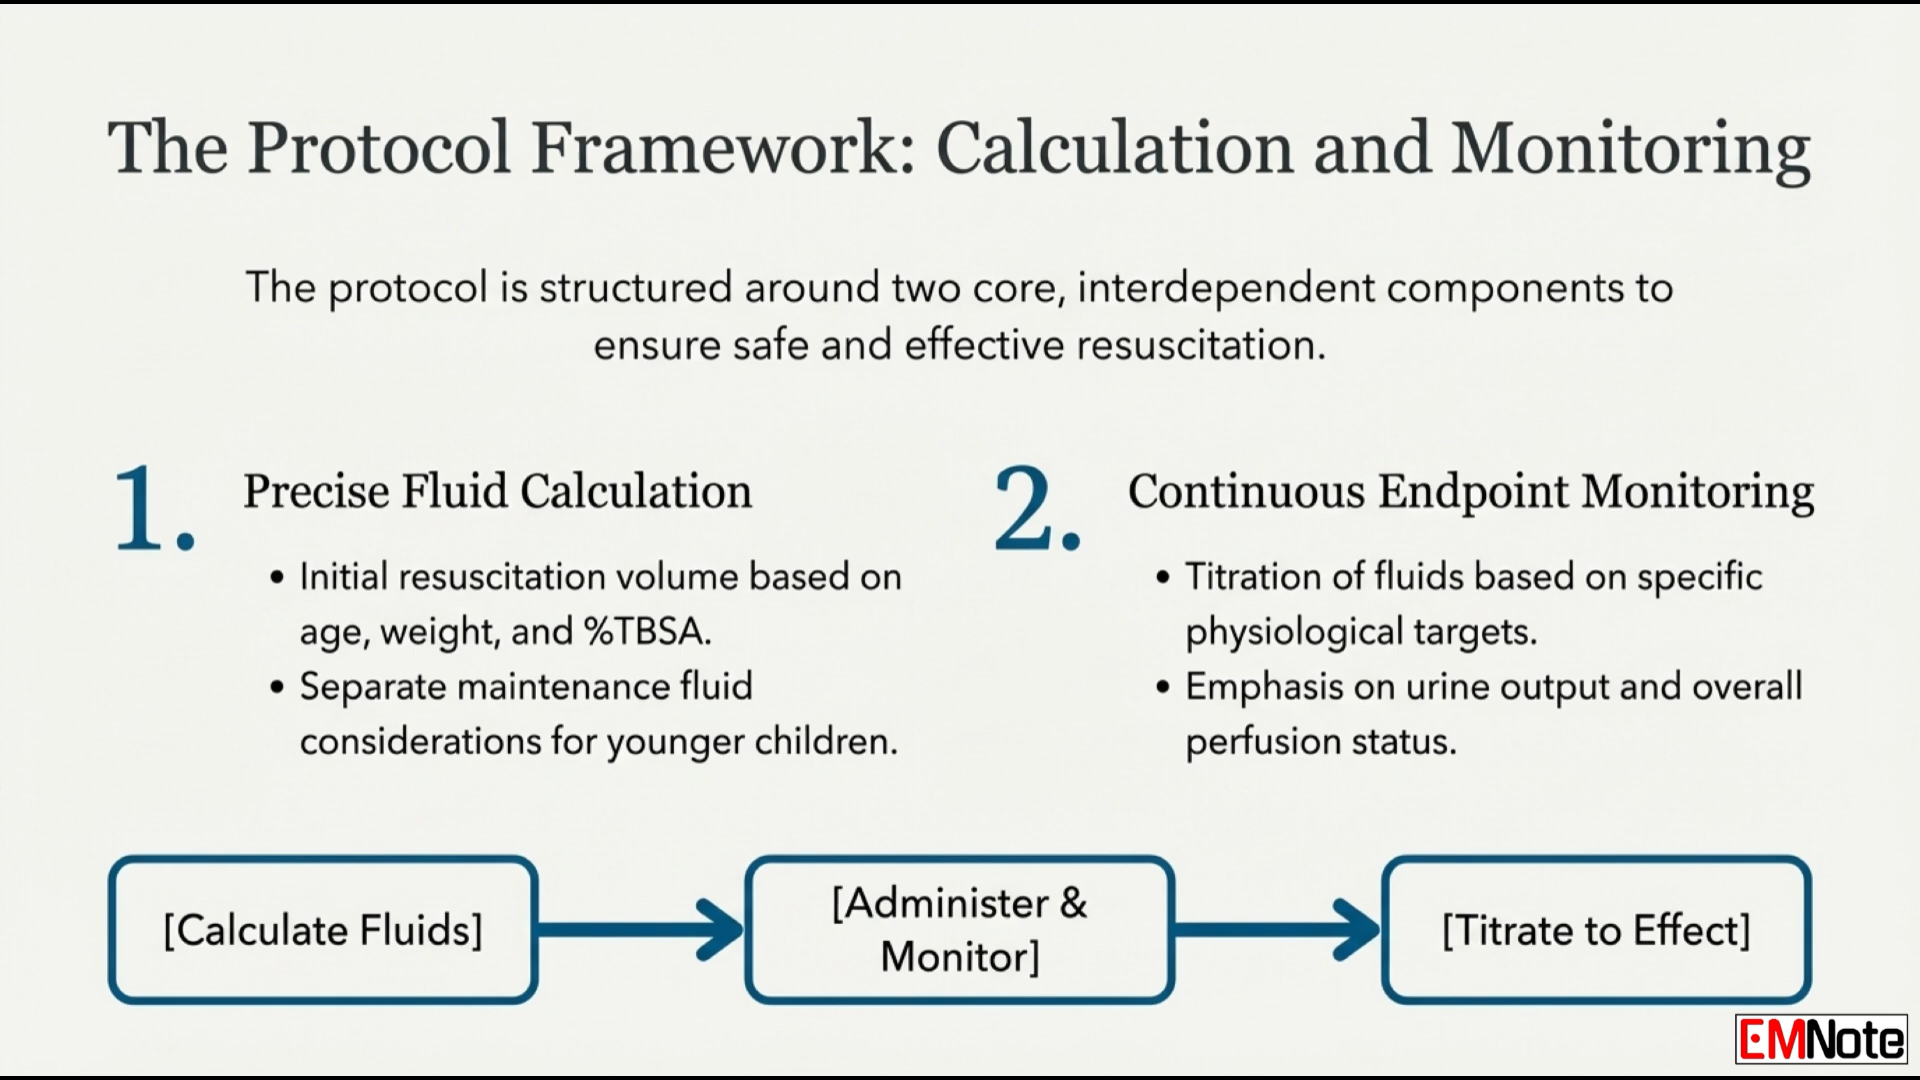 The Protocol Framework: Calculation and Monitoring
The protocol is structured around two core, interdependent components to
ensure safe and effective resuscitation.
1. Precise Fluid Calculation
• Initial resuscitation volume based on
age, weight, and %TBSA.
• Separate maintenance fluid
considerations for younger children.
2. Continuous Endpoint Monitoring
• Titration of fluids based on specific
physiological targets.
• Emphasis on urine output and overall
perfusion status.
[Calculate Fluids]
[Administer &
Monitor]
[Titrate to Effect]
EMNote